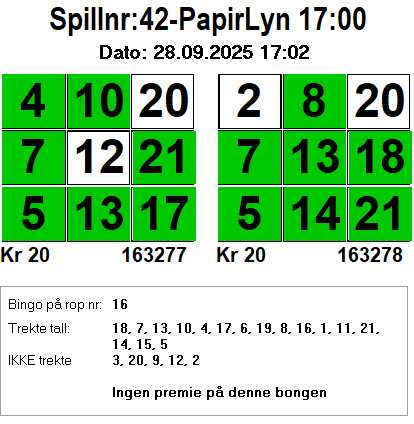 Spillnr:42-PapirLyn 17:00
Dato: 28.09.2025 17:02
4 10 20 2 8 20
7 12 21 7 13 18
5 13 17 5 14 21
Kr 20 163277 Kr 20 163278
Bingo på rop nr: 16
Trekte tall: 18, 7, 13, 10, 4, 17, 6, 19, 8, 16, 1, 11, 21,
14, 15, 5
IKKE trekte 3, 20, 9, 12, 2
Ingen premie på denne bongen